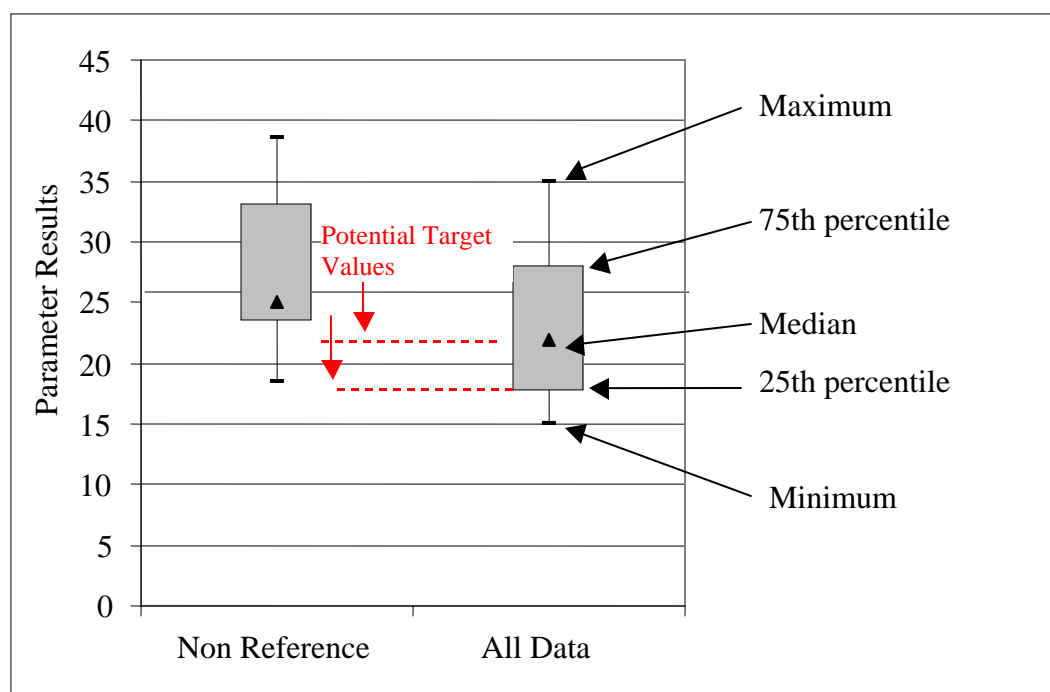 45
40
35
30
25
20
15
10
5
0
Parameter Results
Non Reference
All Data
Potential Target
Values
Maximum
75th percentile
Median
25th percentile
Minimum